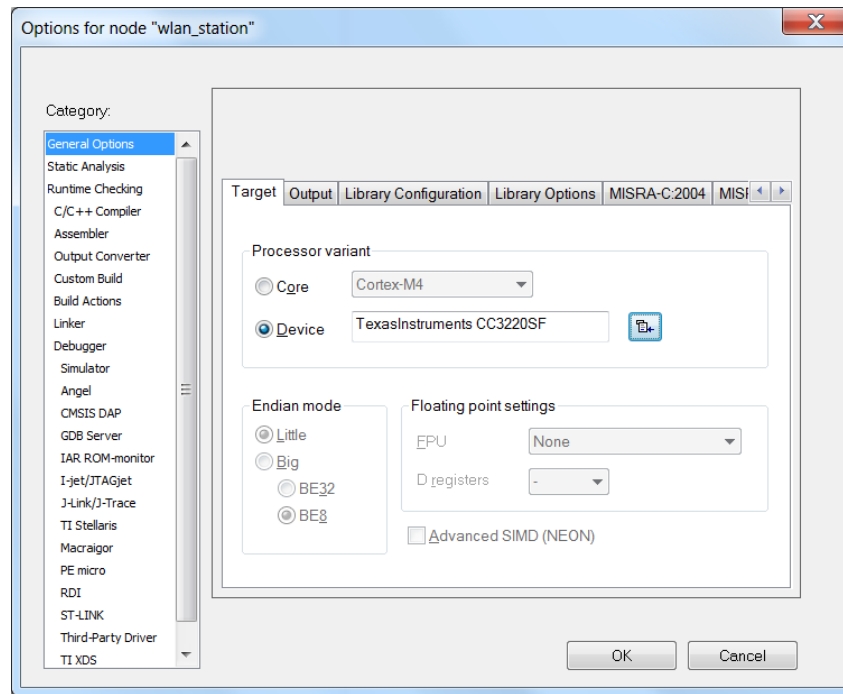 Options for node "wlan_station"
X
Category:
General Options
Static Analysis
Runtime Checking
C/C++ Compiler
Assembler
Output Converter
Custom Build
Build Actions
Linker
Debugger
Simulator
Angel
CMSIS DAP
GDB Server
IAR ROM-monitor
I-jet/JTAGjet
J-Link/J-Trace
TI Stellaris
Macraigor
PE micro
RDI
ST-LINK
Third-Party Driver
TI XDS
Target Output Library Configuration Library Options MISRA-C:2004 MISI
Processor variant
Core Cortex-M4
Device TexasInstruments CC3220SF
Endian mode
Little
Big
BE32
BE8
Floating point settings
FPU None
D registers -
Advanced SIMD (NEON)
OK Cancel